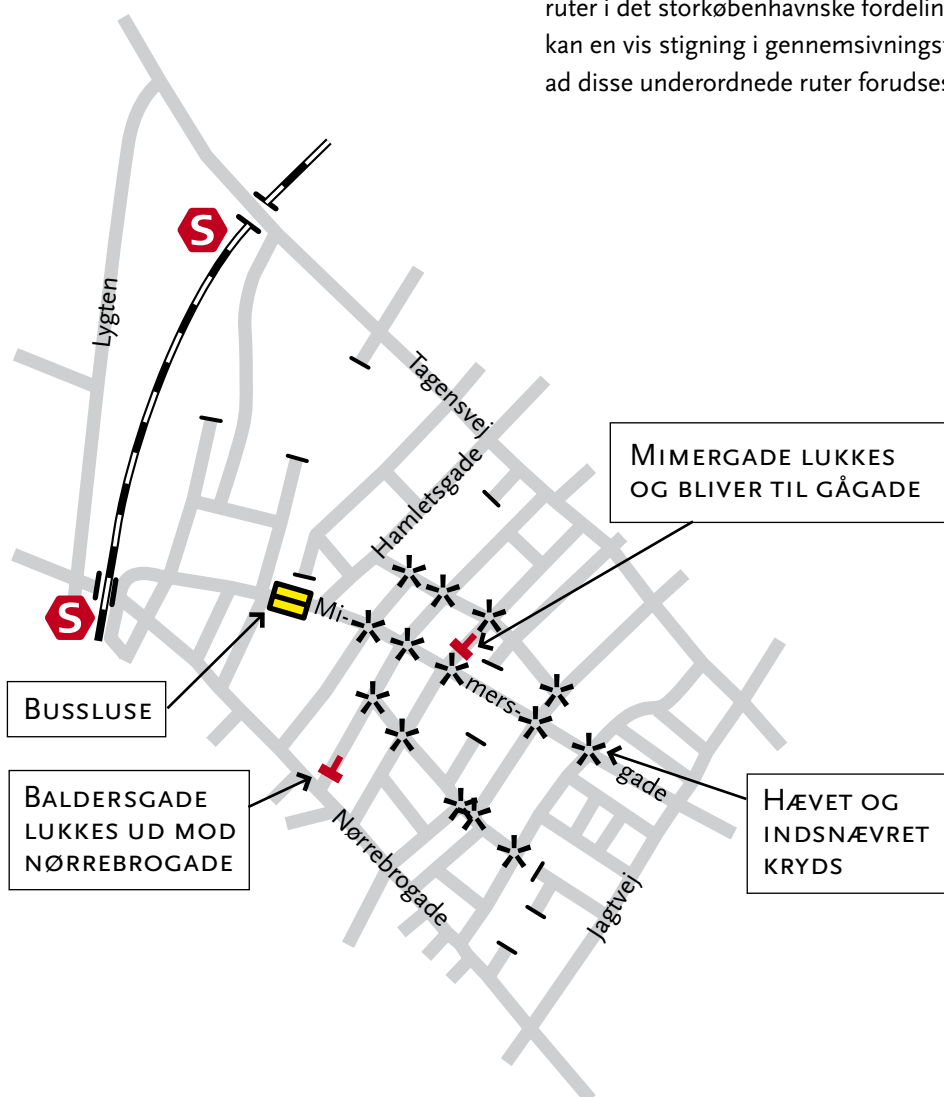 ruter i det storkøbenhavnske fordelin
kan en vis stigning i gennemsivnings
ad disse underordnede ruter forudses
S
Lygten
Tagensvej
Hamletsgade
MIMERGADE LUKKES
OG BLIVER TIL GÅGADE
S
Mi-
mers-
gade
BUSSLUSE
BALDERSGADE
LUKKES UD MOD
NØRREBROGADE
Nørrebrogade
HÆVET OG
INDSNÆVRET
KRYDS
Jagtvej